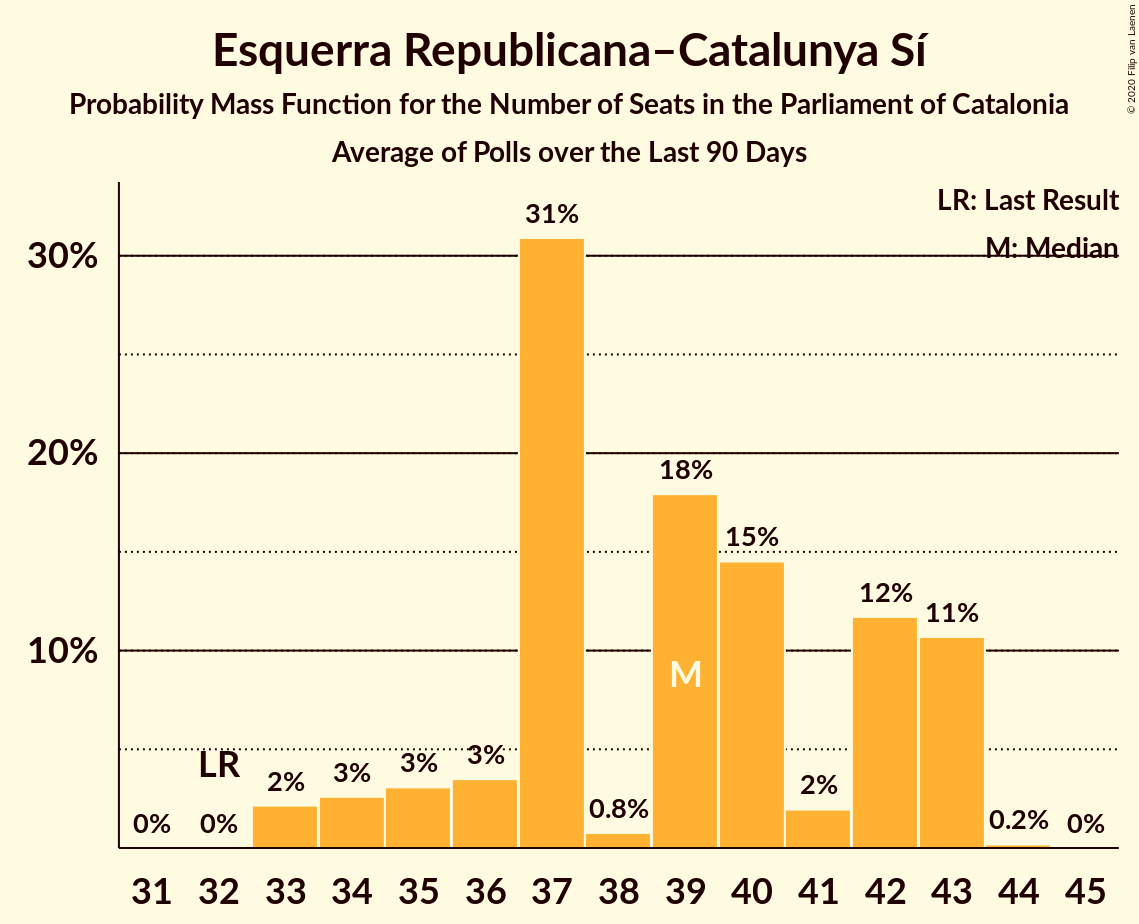 Esquerra Republicana–Catalunya Sí
Probability Mass Function for the Number of Seats in the Parliament of Catalonia
Average of Polls over the Last 90 Days
© 2020 Filip van Laenen
LR: Last Result
M: Median
30%
20%
10%
0%
LR
0%
2%
3%
3%
3%
31%
0.8%
18%
M
15%
2%
12%
11%
0.2%
0%
31 32 33 34 35 36 37 38 39 40 41 42 43 44 45